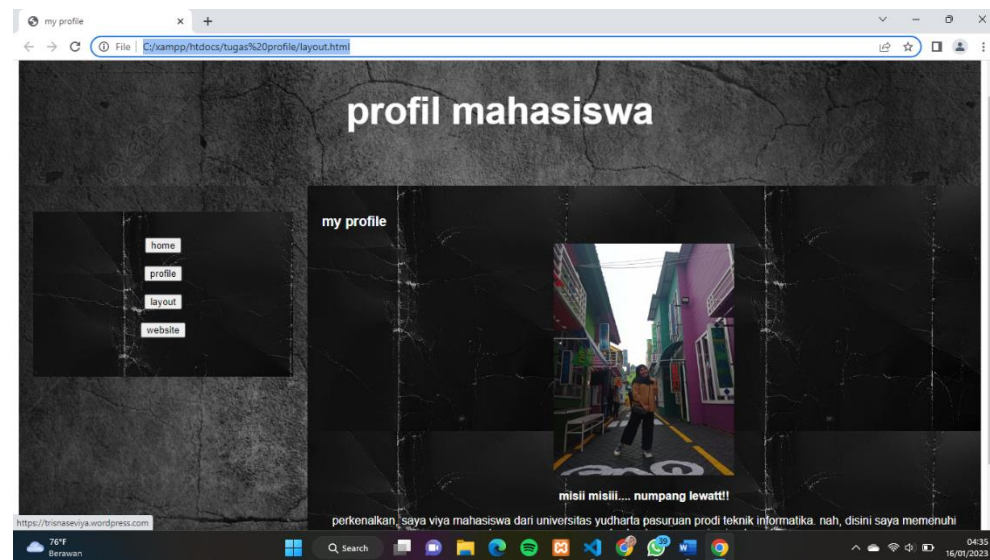 my profile
File
C:/xampp/htdocs/tugas%20profile/layout.html
profil mahasiswa
my profile
home
profile
layout
website
misii misiii.... numpang lewatt!!
perkenalkan, saya viya mahasiswa dari universitas yudharta pasuruan prodi teknik informatika. nah, disini saya memenuhi
https://trisnaseviya.wordpress.com
76°F
Berawan
Search
39
04:35
16/01/2023